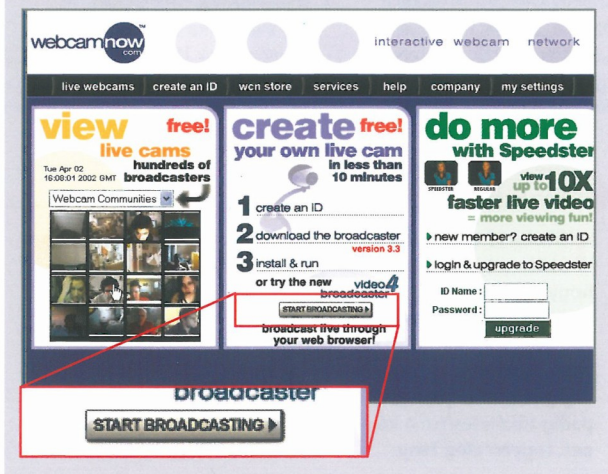 webcamnow™
.com
interactive webcam network
live webcams create an ID wcn store services help company my settings
view free!
live cams
Tue Apr 02
16:08:01 2002 GMT
hundreds of
broadcasters
Webcam Communities
create free!
your own live cam
in less than
10 minutes
1 create an ID
2 download the broadcaster
version 3.3
3 install & run
or try the new video4
broadcaster
START BROADCASTING
broadcast live through
your web browser!
do more
with Speedster
SPEEDSTER REGULAR
view
up to 10X
faster live video
= more viewing fun!
new member? create an ID
login & upgrade to Speedster
ID Name :
Password :
upgrade
broadcaster
START BROADCASTING